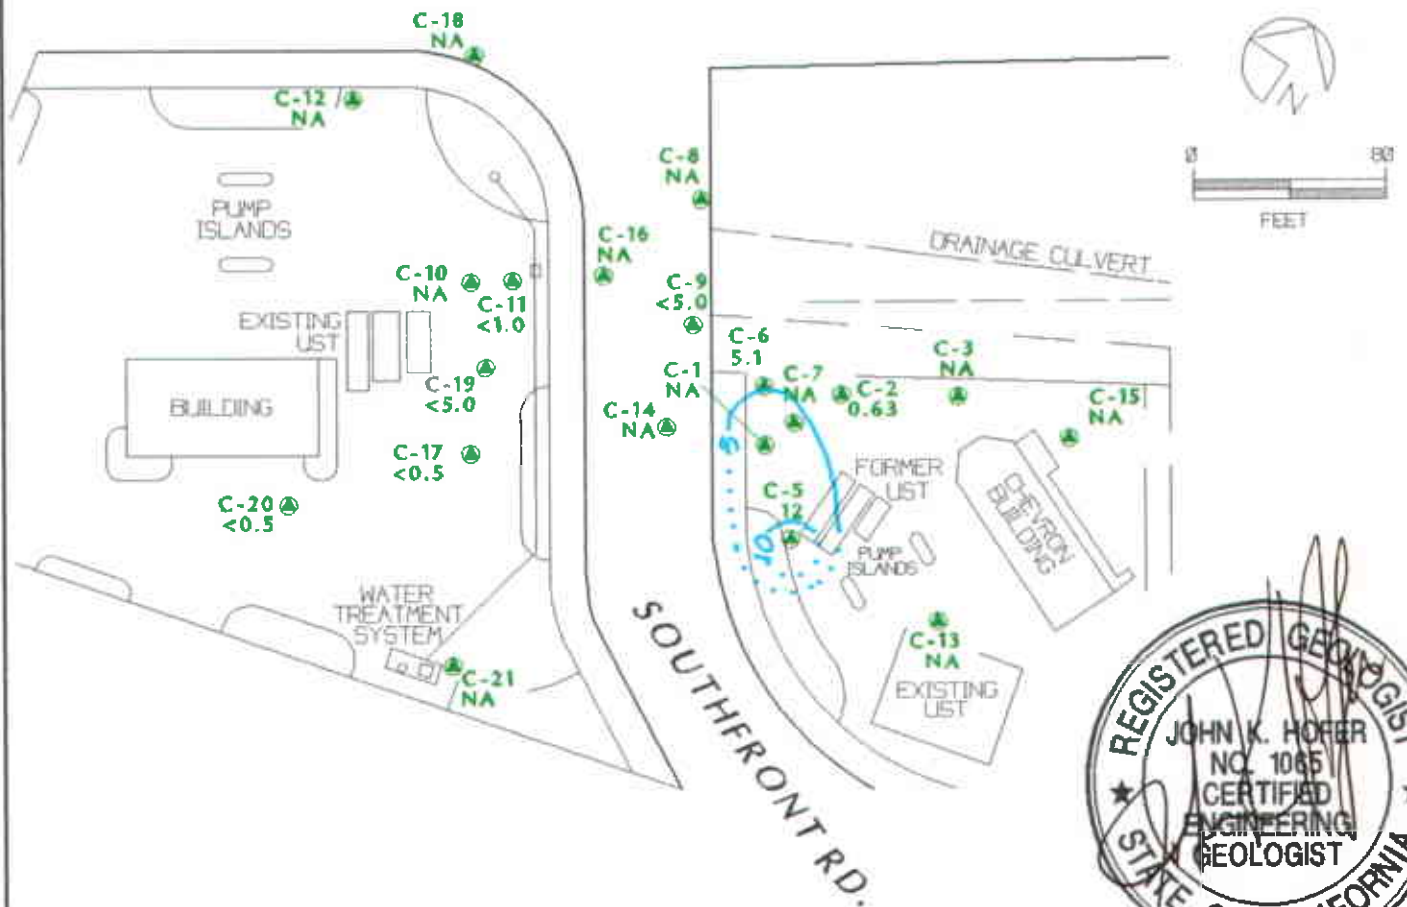 C-18
NA
C-12
NA
C-8
NA
N
0 80
FEET
PUMP
ISLANDS
C-16
NA
DRAINAGE CULVERT
C-10
NA
C-11
<1.0
C-9
<5.0
EXISTING
UST
C-6
5.1
C-3
NA
C-1
NA
C-7
NA
C-2
0.63
C-15
NA
C-19
<5.0
BUILDING
C-14
NA
5
C-17
<0.5
FORMER
UST
CHEVRON
BUILDING
C-5
12
C-20
<0.5
10
PUMP
ISLANDS
WATER
TREATMENT
SYSTEM
C-13
NA
C-21
NA
EXISTING
UST
SOUTHFRONT RD.
REGISTERED GEOLOGIST
JOHN K. HOFER
NO. 1065
CERTIFIED
ENGINEERING
GEOLOGIST
STATE